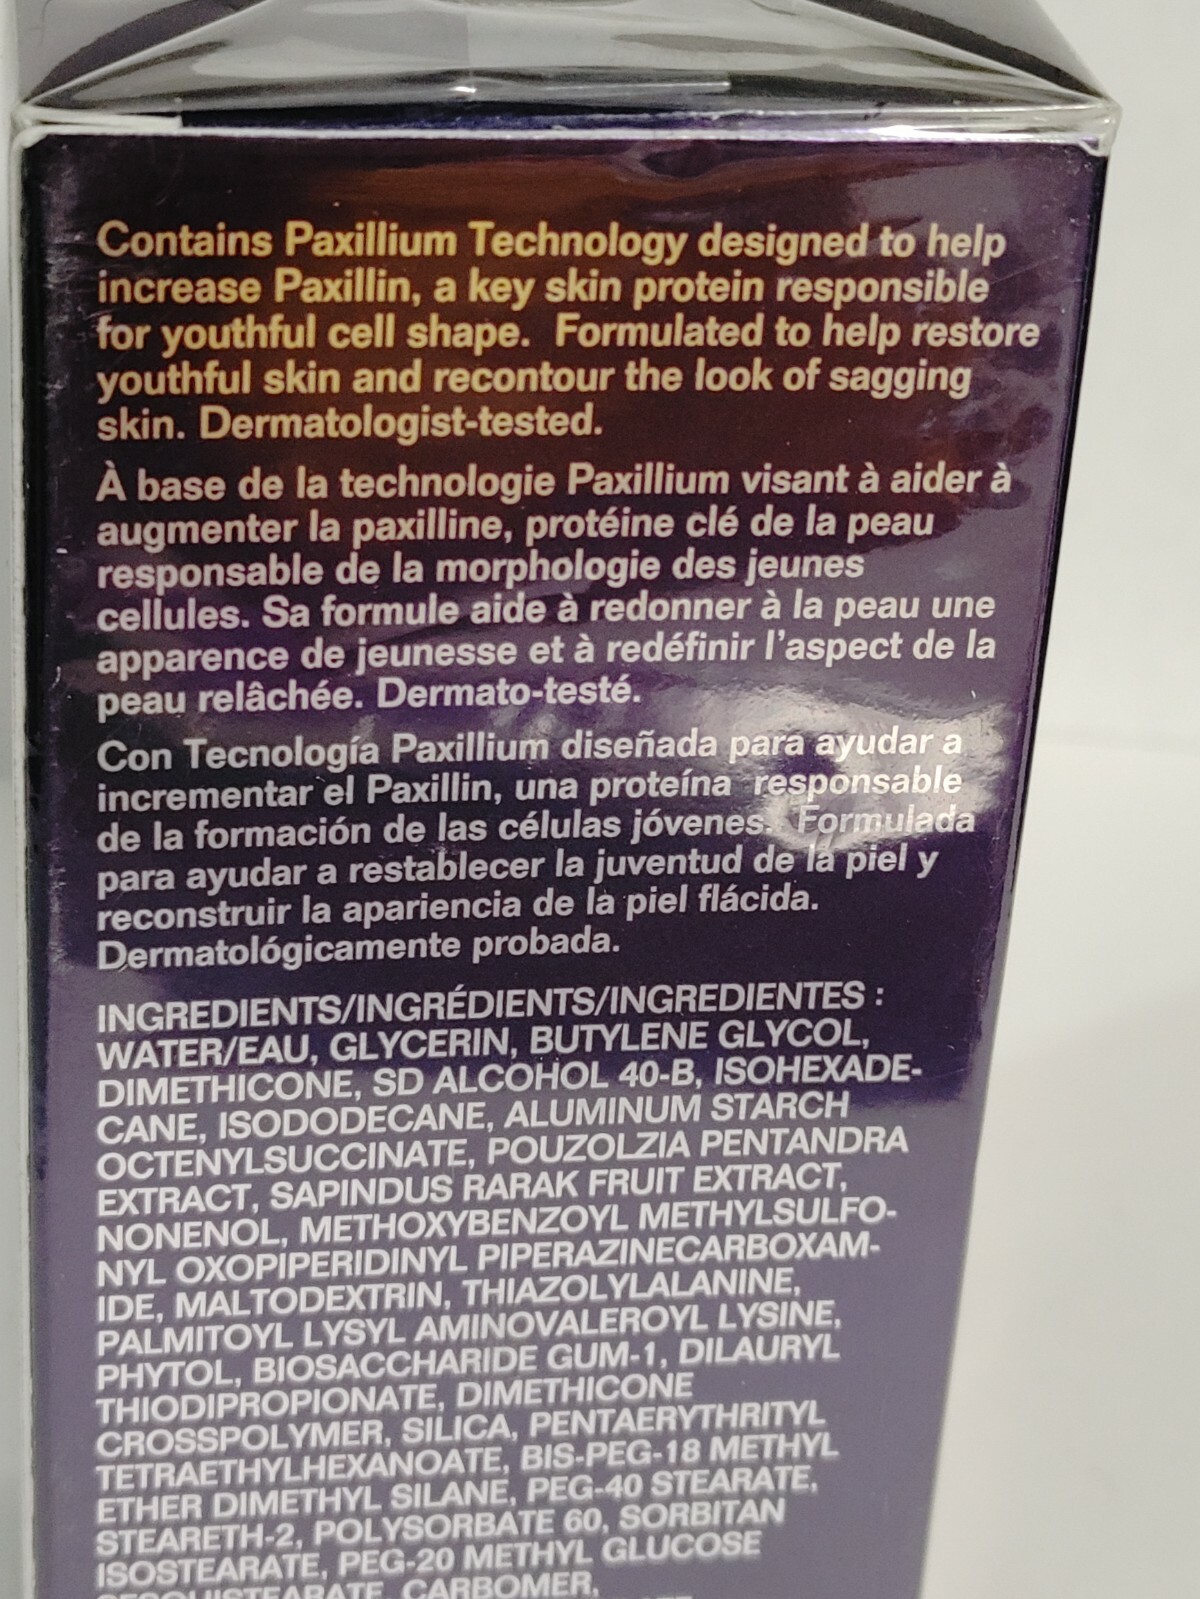 Contains Paxillium Technology designed to help
increase Paxillin, a key skin protein responsible
for youthful cell shape. Formulated to help restore
youthful skin and recontour the look of sagging
skin. Dermatologist-tested.
À base de la technologie Paxillium visant à aider à
augmenter la paxilline, protéine clé de la peau
responsable de la morphologie des jeunes
cellules. Sa formule aide à redonner à la peau une
apparence de jeunesse et à redéfinir l'aspect de la
peau relâchée. Dermato-testé.
Con Tecnología Paxillium diseñada para ayudar a
incrementar el Paxillin, una proteína responsable
de la formación de las células jóvenes. Formulada
para ayudar a restablecer la juventud de la piel y
reconstruir la apariencia de la piel flácida.
Dermatológicamente probada.
INGREDIENTS/INGRÉDIENTS/INGREDIENTES :
WATER/EAU, GLYCERIN, BUTYLENE GLYCOL,
DIMETHICONE, SD ALCOHOL 40-B, ISOHEXADE-
CANE, ISODODECANE, ALUMINUM STARCH
OCTENYLSUCCINATE, POUZOLZIA PENTANDRA
EXTRACT, SAPINDUS RARAK FRUIT EXTRACT,
NONENOL, METHOXYBENZOYL METHYLSULFO-
NYL OXOPIPERIDINYL PIPERAZINECARBOXAM-
IDE, MALTODEXTRIN, THIAZOLYLALANINE,
PALMITOYL LYSYL AMINOVALEROYL LYSINE,
PHYTOL, BIOSACCHARIDE GUM-1, DILAURYL
THIODIPROPIONATE, DIMETHICONE
CROSSPOLYMER, SILICA, PENTAERYTHRITYL
TETRAETHYLHEXANOATE, BIS-PEG-18 METHYL
ETHER DIMETHYL SILANE, PEG-40 STEARATE,
STEARETH-2, POLYSORBATE 60, SORBITAN
ISOSTEARATE, PEG-20 METHYL GLUCOSE
SESQUISTEARATE, CARBOMER,